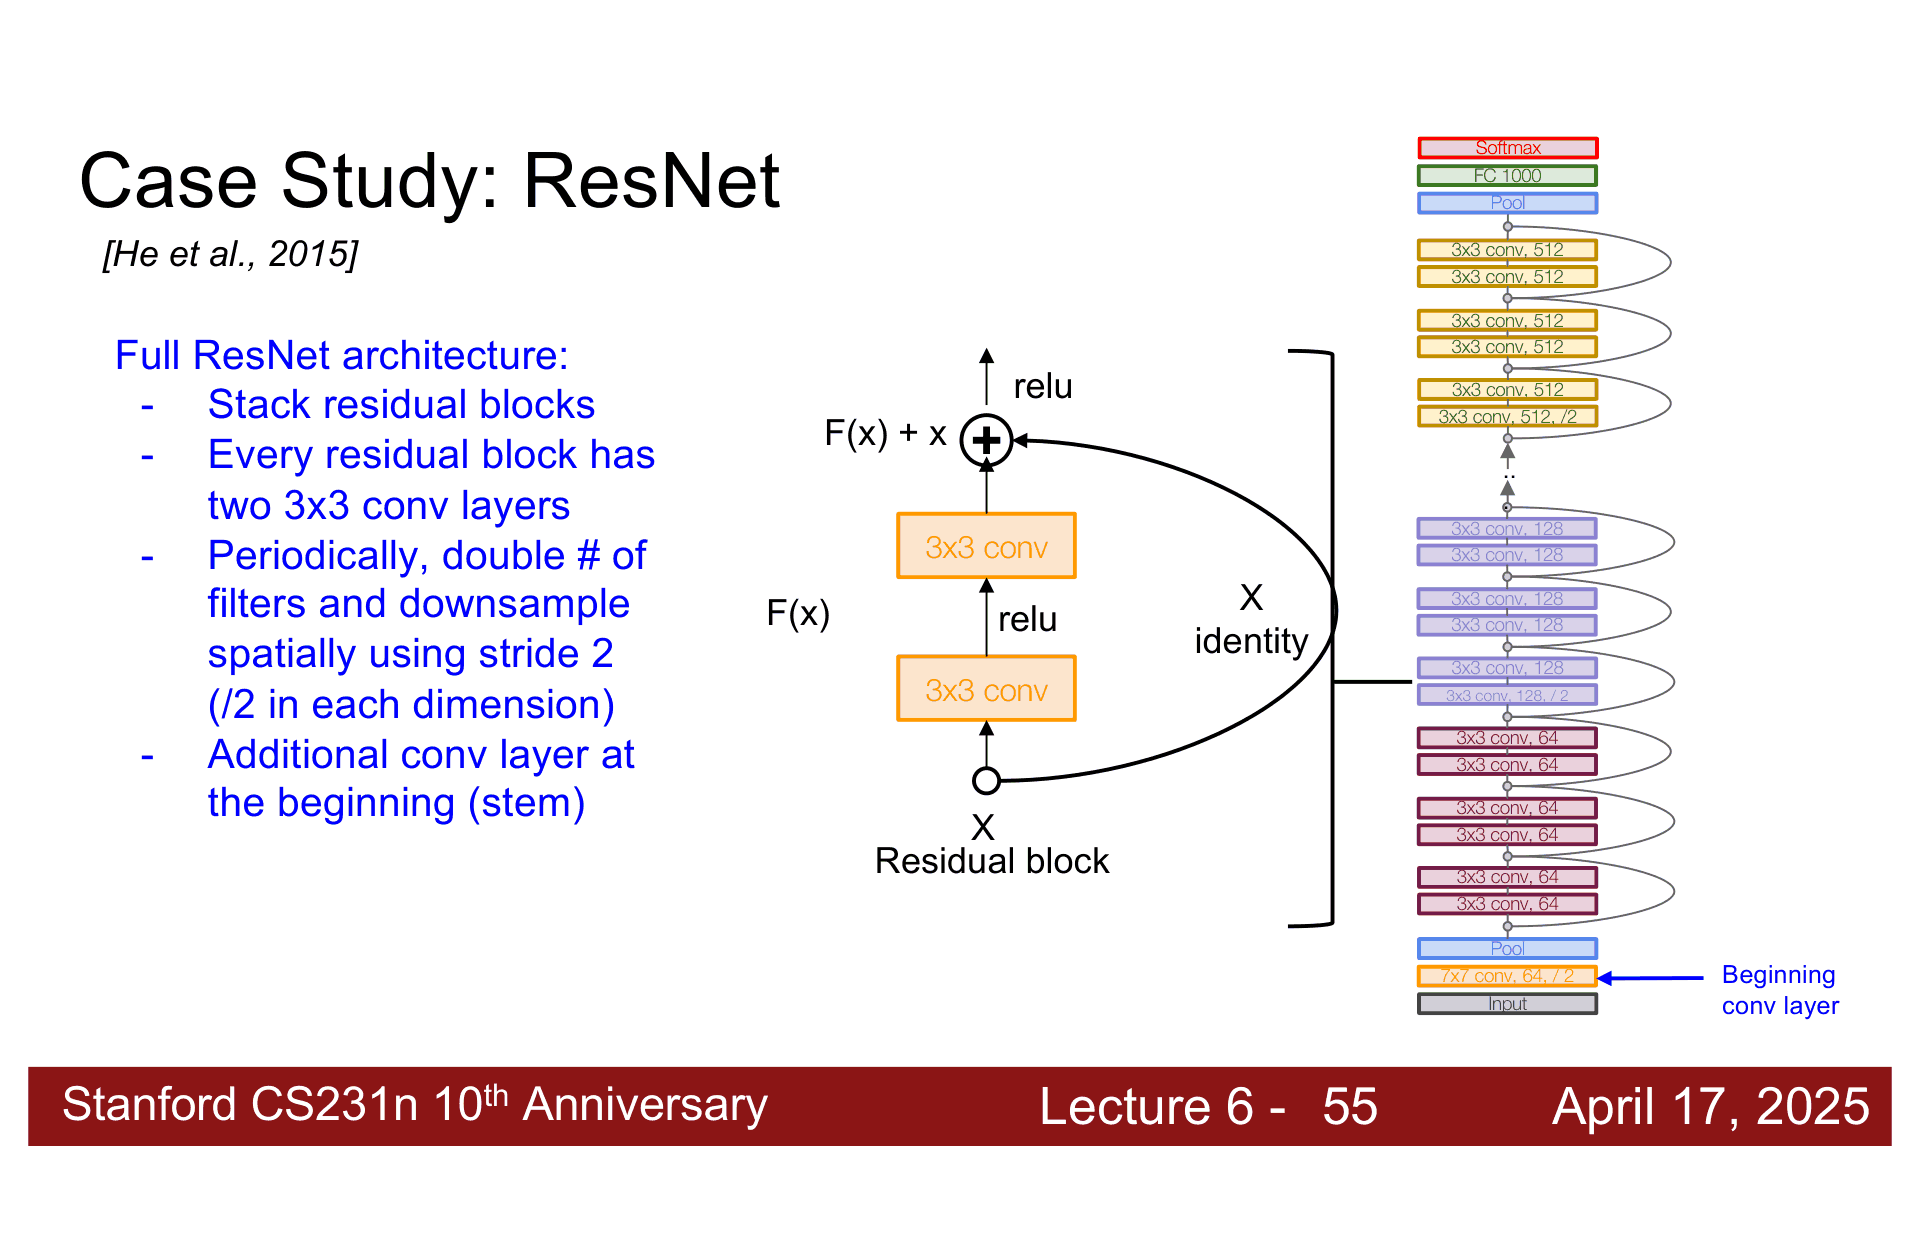 Case Study: ResNet
[He et al., 2015]
Full ResNet architecture:
- Stack residual blocks
- Every residual block has
two 3x3 conv layers
- Periodically, double # of
filters and downsample
spatially using stride 2
(/2 in each dimension)
- Additional conv layer at
the beginning (stem)
relu
F(x) + x
3x3 conv
F(x)
relu
X
identity
3x3 conv
X
Residual block
Softmax
FC 1000
Pool
3x3 conv, 512
3x3 conv, 512
3x3 conv, 512
3x3 conv, 512
3x3 conv, 512
3x3 conv, 512, /2
..
3x3 conv, 128
3x3 conv, 128
3x3 conv, 128
3x3 conv, 128
3x3 conv, 128
3x3 conv, 128, / 2
3x3 conv, 64
3x3 conv, 64
3x3 conv, 64
3x3 conv, 64
3x3 conv, 64
3x3 conv, 64
Pool
7x7 conv, 64, / 2
Input
Beginning
conv layer
Stanford CS231n 10th Anniversary
Lecture 6 - 55
April 17, 2025